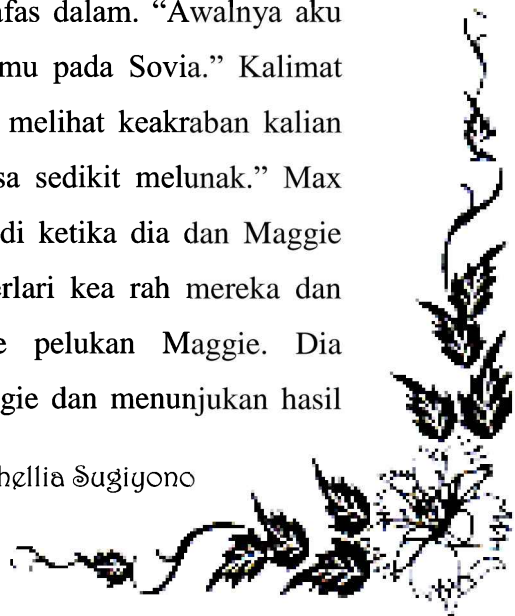 afas dalam. “Awalnya aku
mu pada Sovia.” Kalimat
melihat keakraban kalian
sa sedikit melunak.” Max
di ketika dia dan Maggie
erlari kea rah mereka dan
e pelukan Maggie. Dia
gie dan menunjukan hasil
hellia Sugiyono